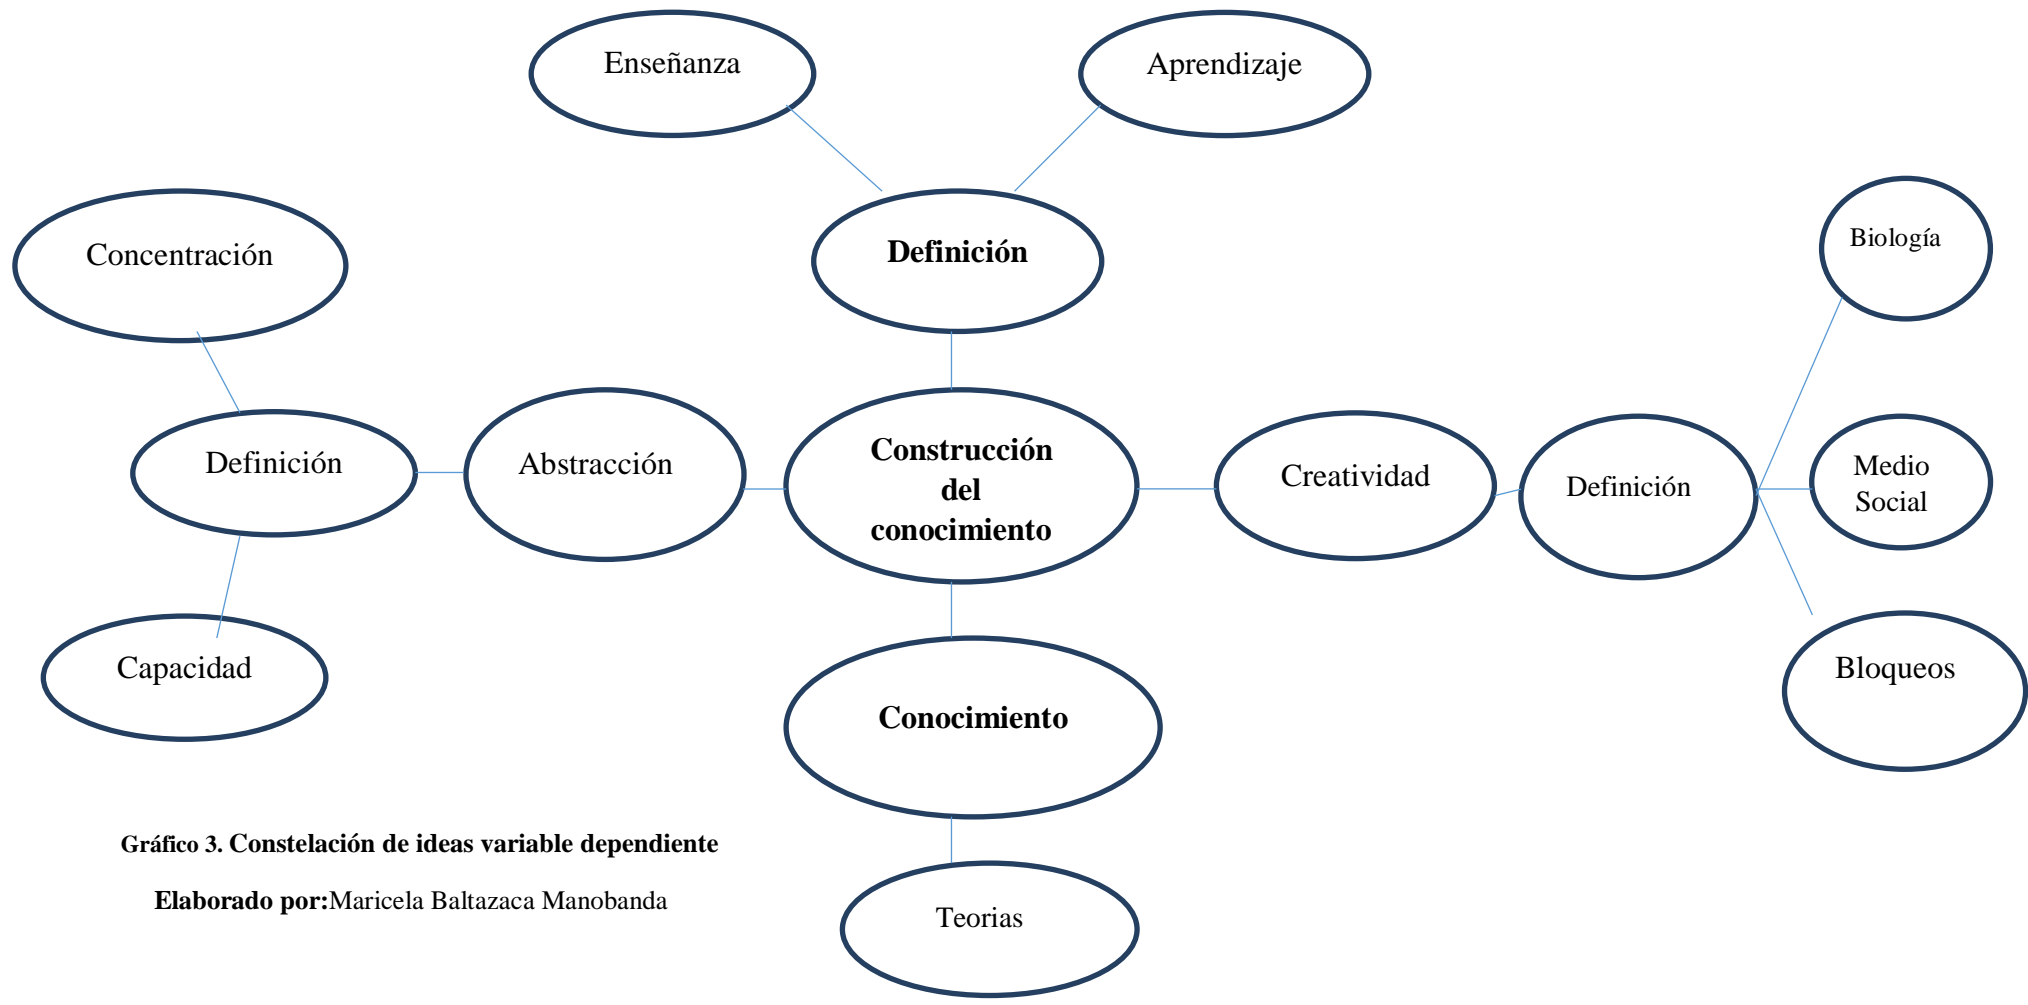 Enseñanza
Aprendizaje
Concentración
Definición
Biología
Definición
Abstracción
Construcción
del
conocimiento
Creatividad
Definición
Medio
Social
Capacidad
Conocimiento
Bloqueos
Gráfico 3. Constelación de ideas variable dependiente
Elaborado por:Maricela Baltazaca Manobanda
Teorias